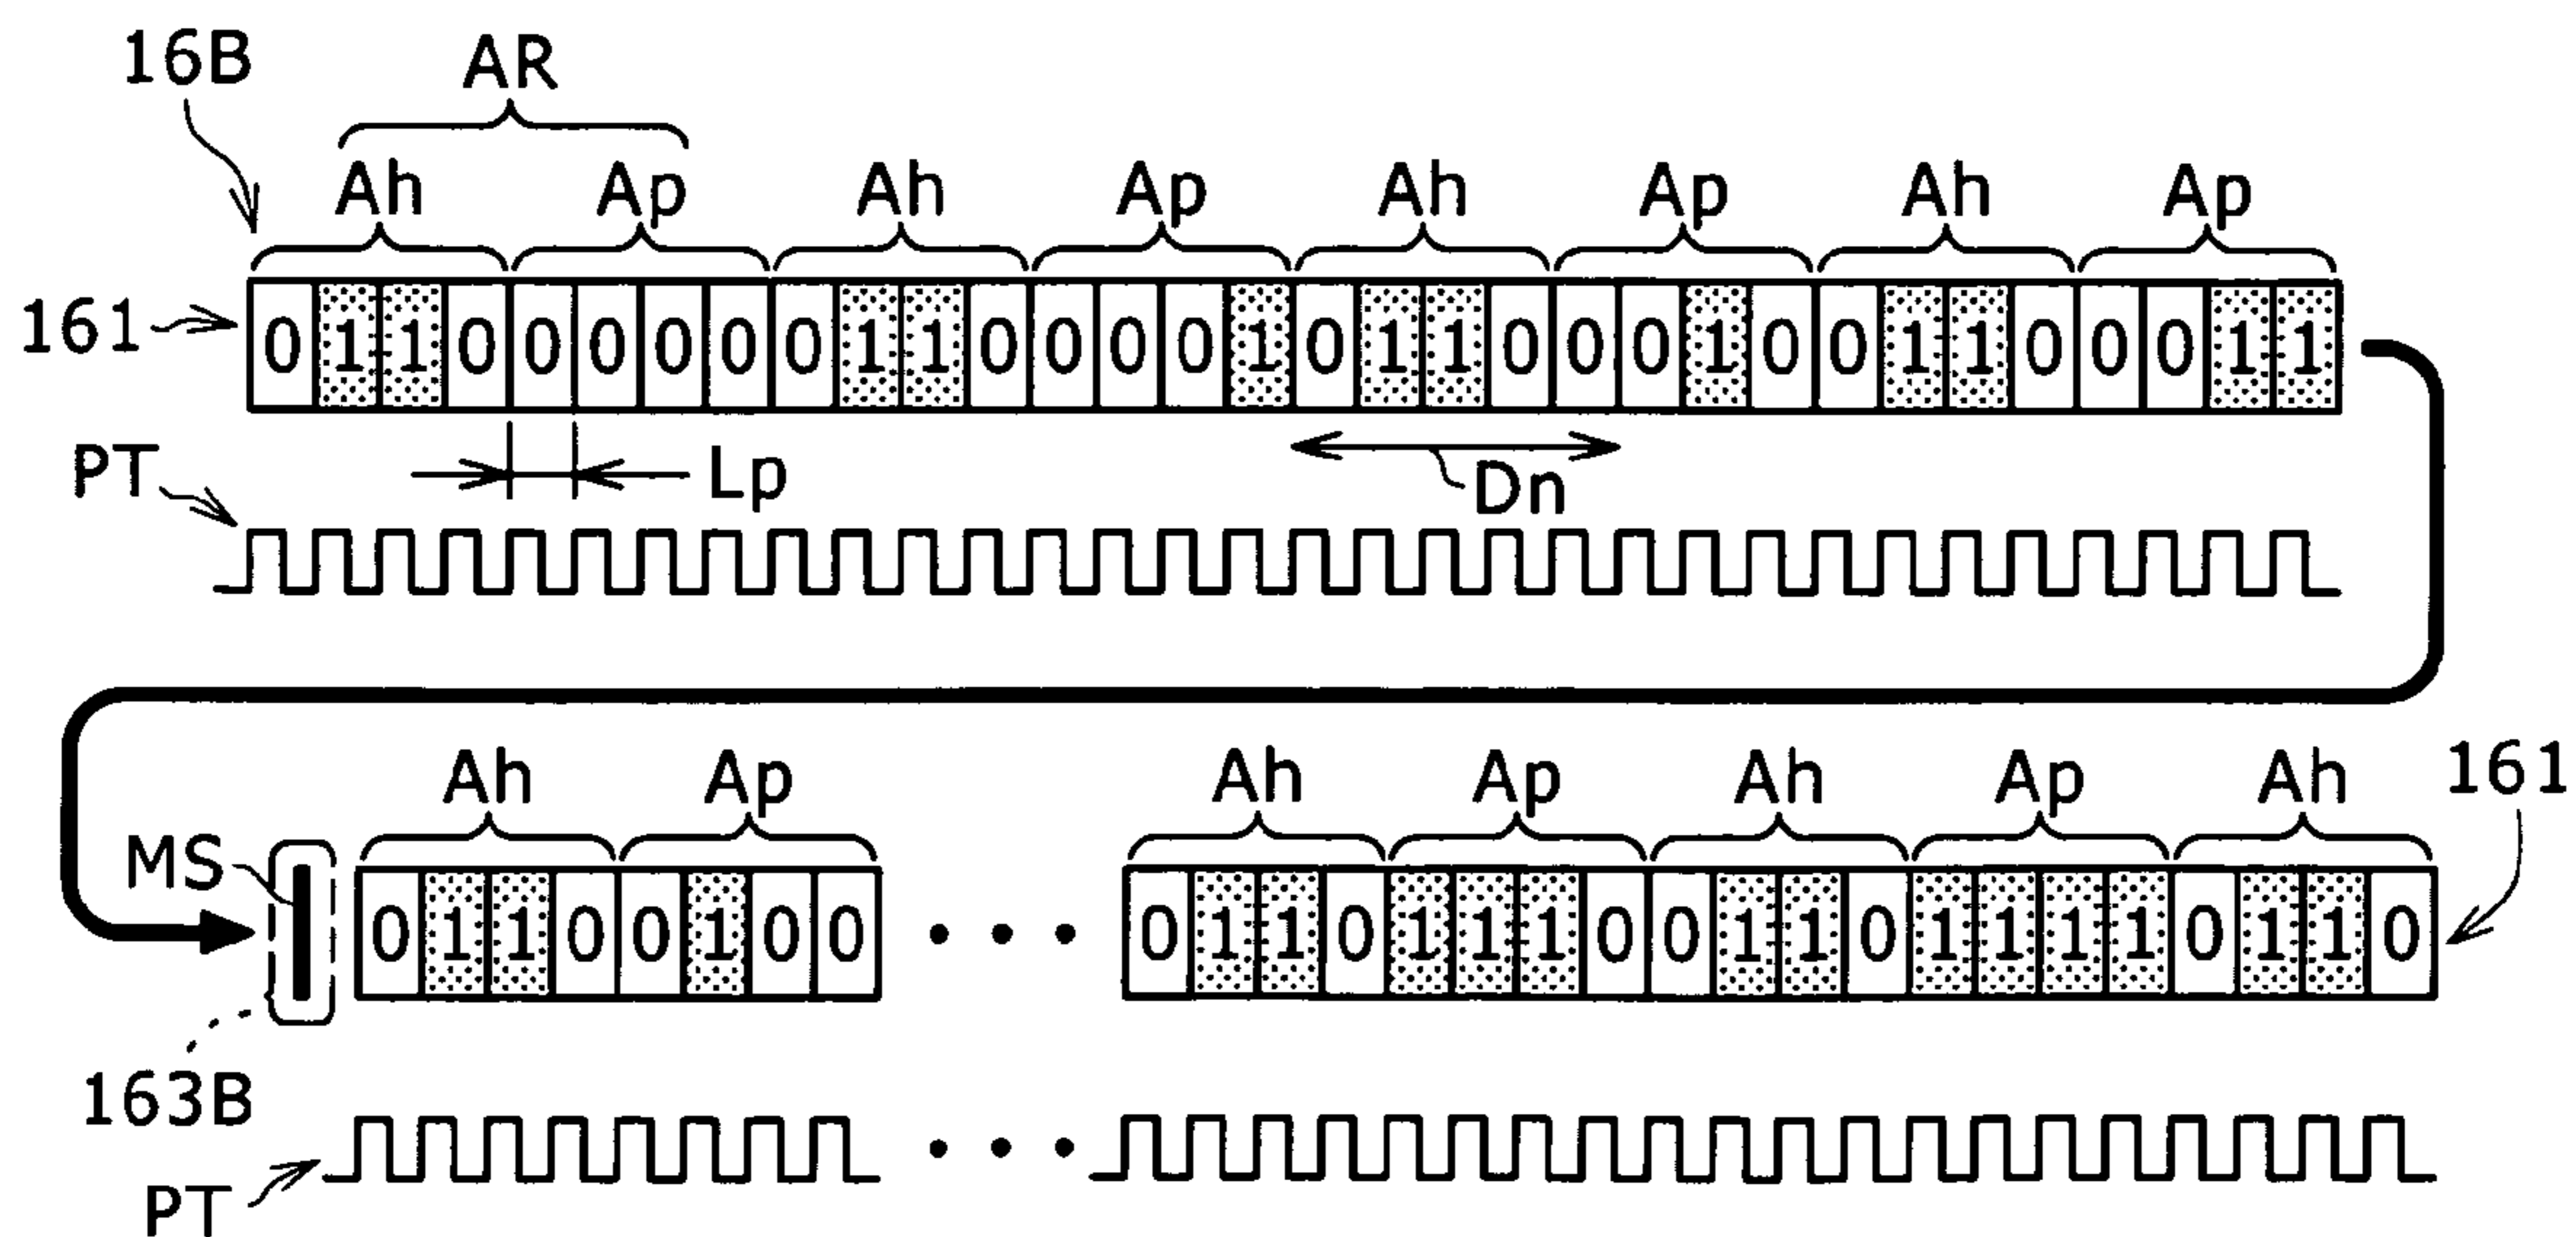 16B AR
Ah Ap Ah Ap Ah Ap Ah Ap
161 0 1 1 0 0 0 0 0 0 1 1 0 0 0 0 1 0 1 1 0 0 0 1 0 0 1 1 0 0 0 1 1
PT Lp Dn
Ah Ap Ah Ap Ah Ap Ah 161
MS 0 1 1 0 0 1 0 0 • • • 0 1 1 0 1 1 1 0 0 1 1 0 1 1 1 1 0 1 1 0
163B
PT • • •